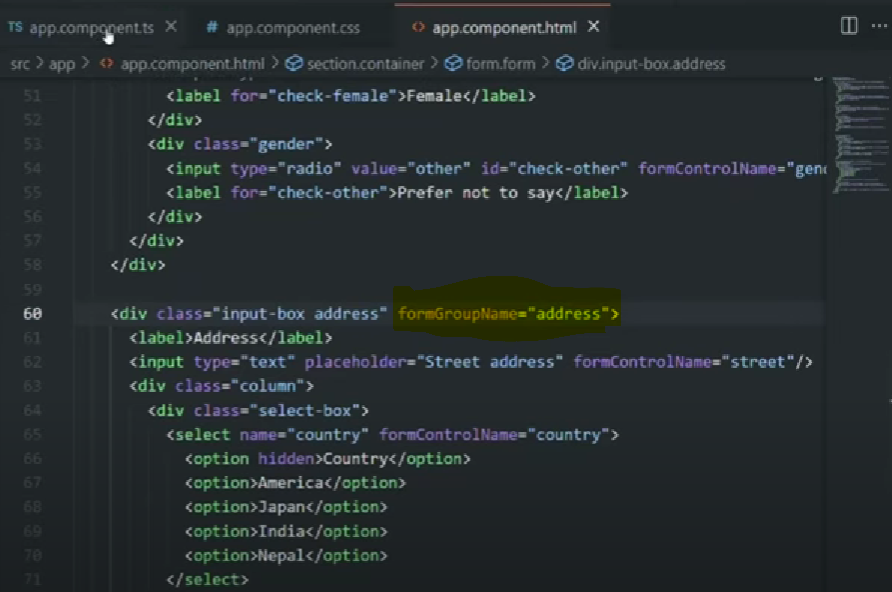 TS app.component.ts × # app.component.css <> app.component.html × ...
src > app > <> app.component.html > section.container > form.form > div.input-box.address
51 <label for="check-female">Female</label>
52 </div>
53 <div class="gender">
54 <input type="radio" value="other" id="check-other" formControlName="gend
55 <label for="check-other">Prefer not to say</label>
56 </div>
57 </div>
58 </div>
59
60 <div class="input-box address" formGroupName="address">
61 <label>Address</label>
62 <input type="text" placeholder="Street address" formControlName="street"/>
63 <div class="column">
64 <div class="select-box">
65 <select name="country" formControlName="country">
66 <option hidden>Country</option>
67 <option>America</option>
68 <option>Japan</option>
69 <option>India</option>
70 <option>Nepal</option>
71 </select>